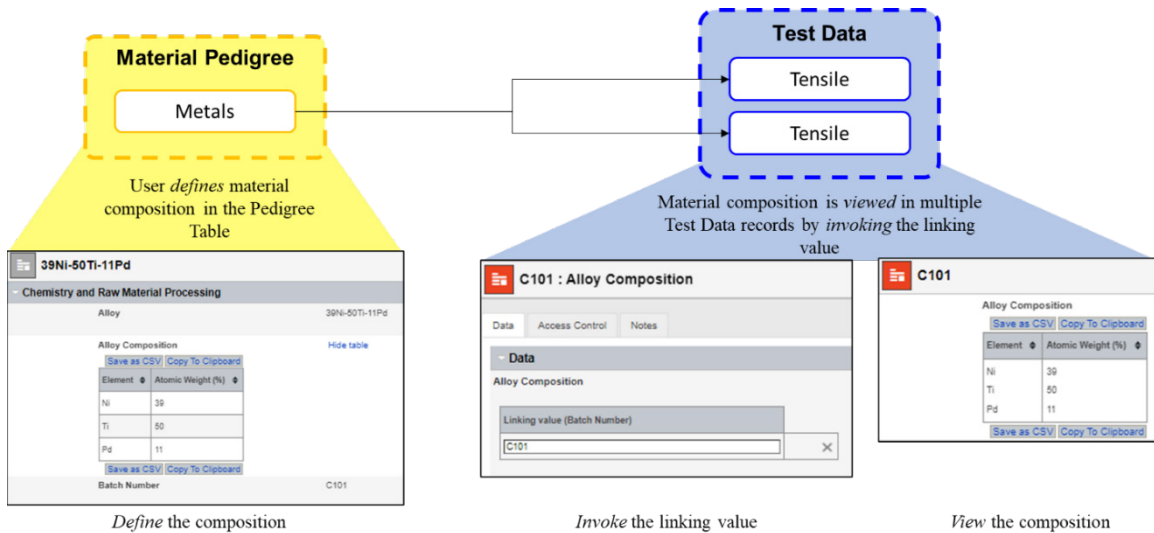 Material Pedigree
Metals
Test Data
Tensile
Tensile
User defines material
composition in the Pedigree
Table
Material composition is viewed in multiple
Test Data records by invoking the linking
value
39Ni-50Ti-11Pd
Chemistry and Raw Material Processing
Alloy 39Ni-50Ti-11Pd
Alloy Composition Hide table
Save as CSV Copy To Clipboard
Element Atomic Weight (%)
Ni 39
Ti 50
Pd 11
Save as CSV Copy To Clipboard
Batch Number C101
Define the composition
C101 : Alloy Composition
Data Access Control Notes
Data
Alloy Composition
Linking value (Batch Number)
C101
Invoke the linking value
C101
Alloy Composition
Save as CSV Copy To Clipboard
Element Atomic Weight (%)
Ni 39
Ti 50
Pd 11
Save as CSV Copy To Clipboard
View the composition